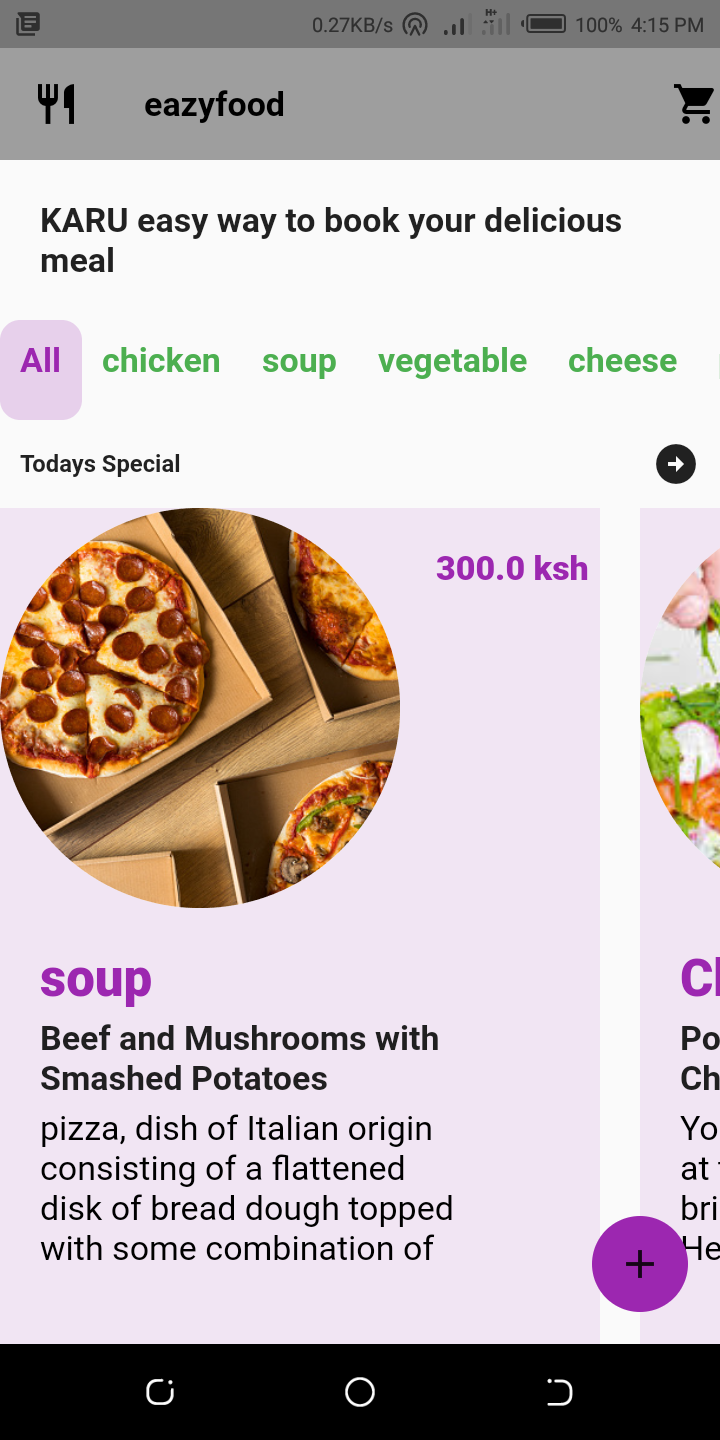 0.27KB/s H+ 100% 4:15 PM
eazyfood
KARU easy way to book your delicious
meal
All chicken soup vegetable cheese
Todays Special
300.0 ksh
soup
Beef and Mushrooms with
Smashed Potatoes
pizza, dish of Italian origin
consisting of a flattened
disk of bread dough topped
with some combination of
Po
Ch
Yo
at
bri
He